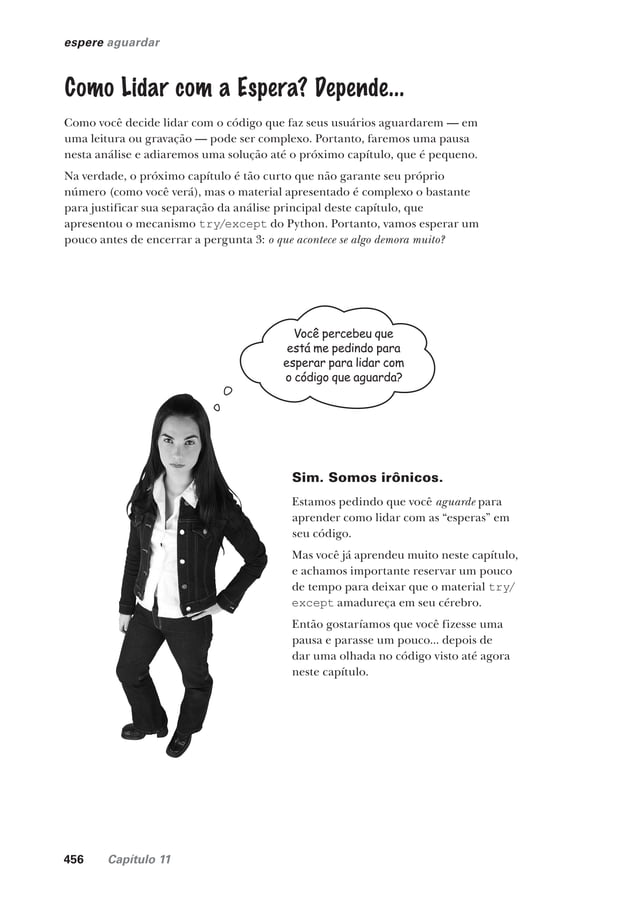 espere aguardar
Como Lidar com a Espera? Depende...
Como você decide lidar com o código que faz seus usuários aguardarem — em
uma leitura ou gravação — pode ser complexo. Portanto, faremos uma pausa
nesta análise e adiaremos uma solução até o próximo capítulo, que é pequeno.
Na verdade, o próximo capítulo é tão curto que não garante seu próprio
número (como você verá), mas o material apresentado é complexo o bastante
para justificar sua separação da análise principal deste capítulo, que
apresentou o mecanismo try/except do Python. Portanto, vamos esperar um
pouco antes de encerrar a pergunta 3: o que acontece se algo demora muito?
Você percebeu que
está me pedindo para
esperar para lidar com
o código que aguarda?
Sim. Somos irônicos.
Estamos pedindo que você aguarde para
aprender como lidar com as “esperas” em
seu código.
Mas você já aprendeu muito neste capítulo,
e achamos importante reservar um pouco
de tempo para deixar que o material try/
except amadureça em seu cérebro.
Então gostaríamos que você fizesse uma
pausa e parasse um pouco... depois de
dar uma olhada no código visto até agora
neste capítulo.
456 Capítulo 11